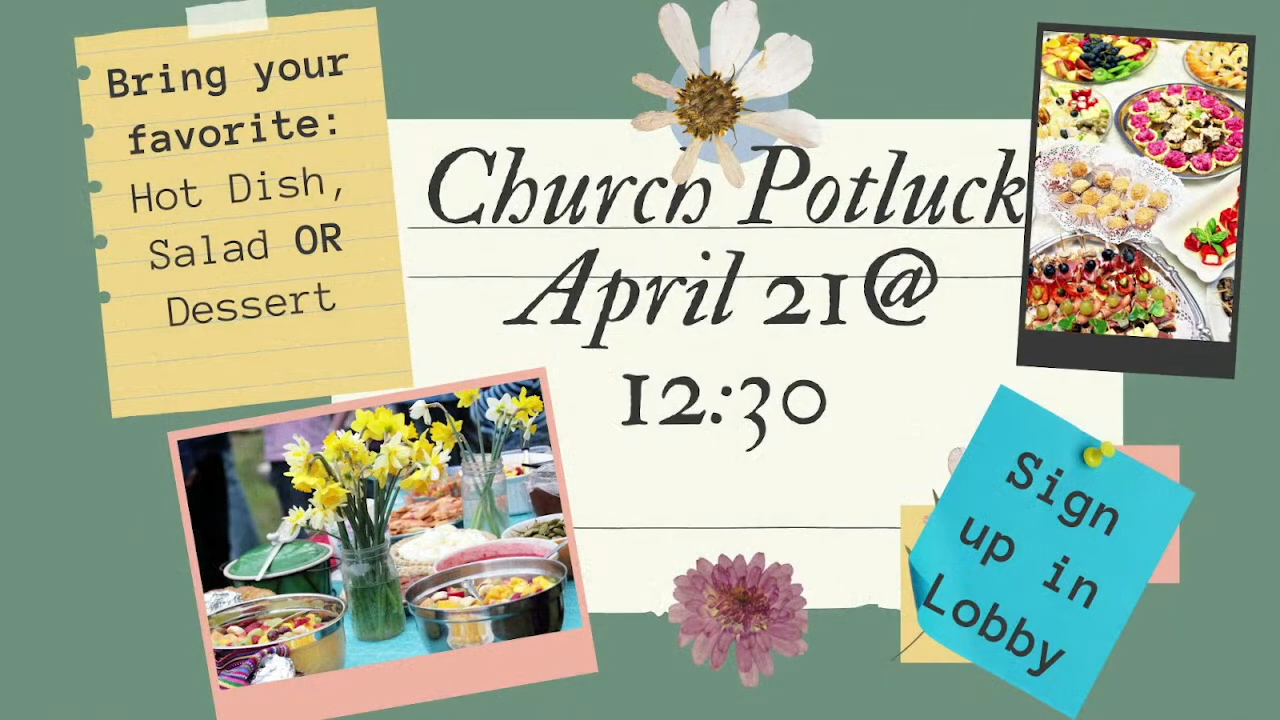 Bring your
favorite:
Hot Dish,
Salad OR
Dessert
Church Potluck
April 21@
12:30
Sign
up in
Lobby